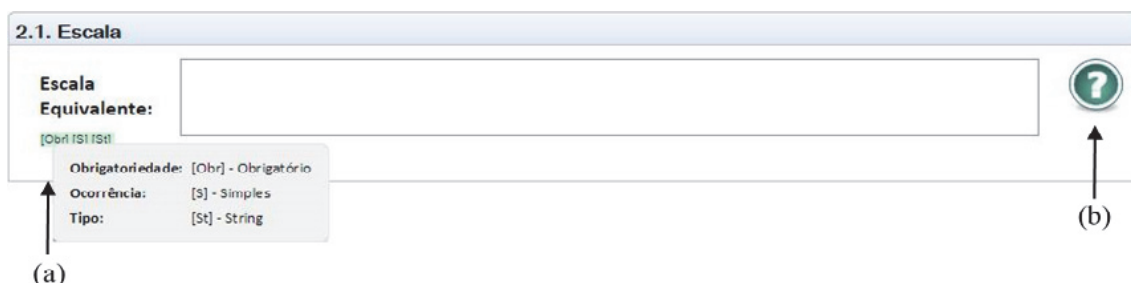 2.1. Escala
Escala
Equivalente:
[Obr] [S] [St]
Obrigatoriedade: [Obr] - Obrigatório
Ocorrência: [S] - Simples
Tipo: [St] - String
?
(a)
(b)